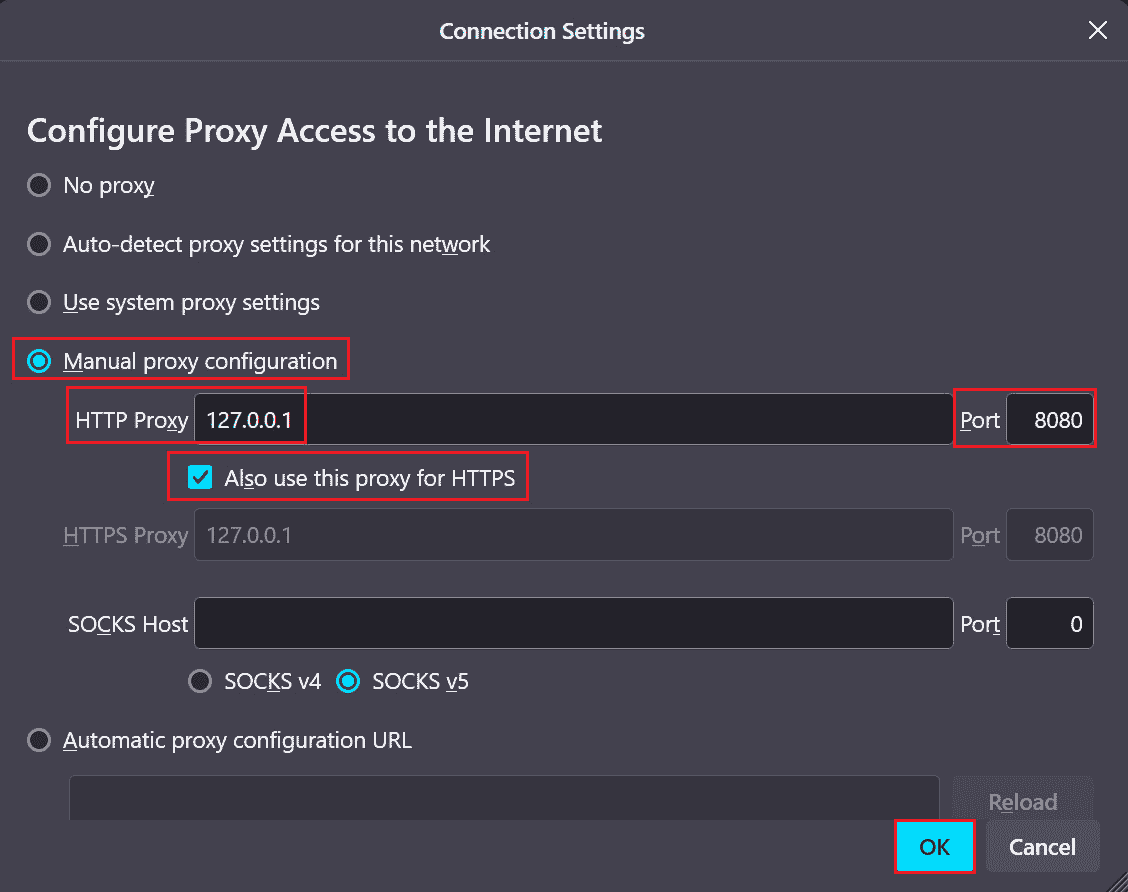 Connection Settings
Configure Proxy Access to the Internet
No proxy
Auto-detect proxy settings for this network
Use system proxy settings
Manual proxy configuration
HTTP Proxy 127.0.0.1 Port 8080
Also use this proxy for HTTPS
HTTPS Proxy 127.0.0.1 Port 8080
SOCKS Host Port 0
SOCKS v4 SOCKS v5
Automatic proxy configuration URL
Reload
OK Cancel